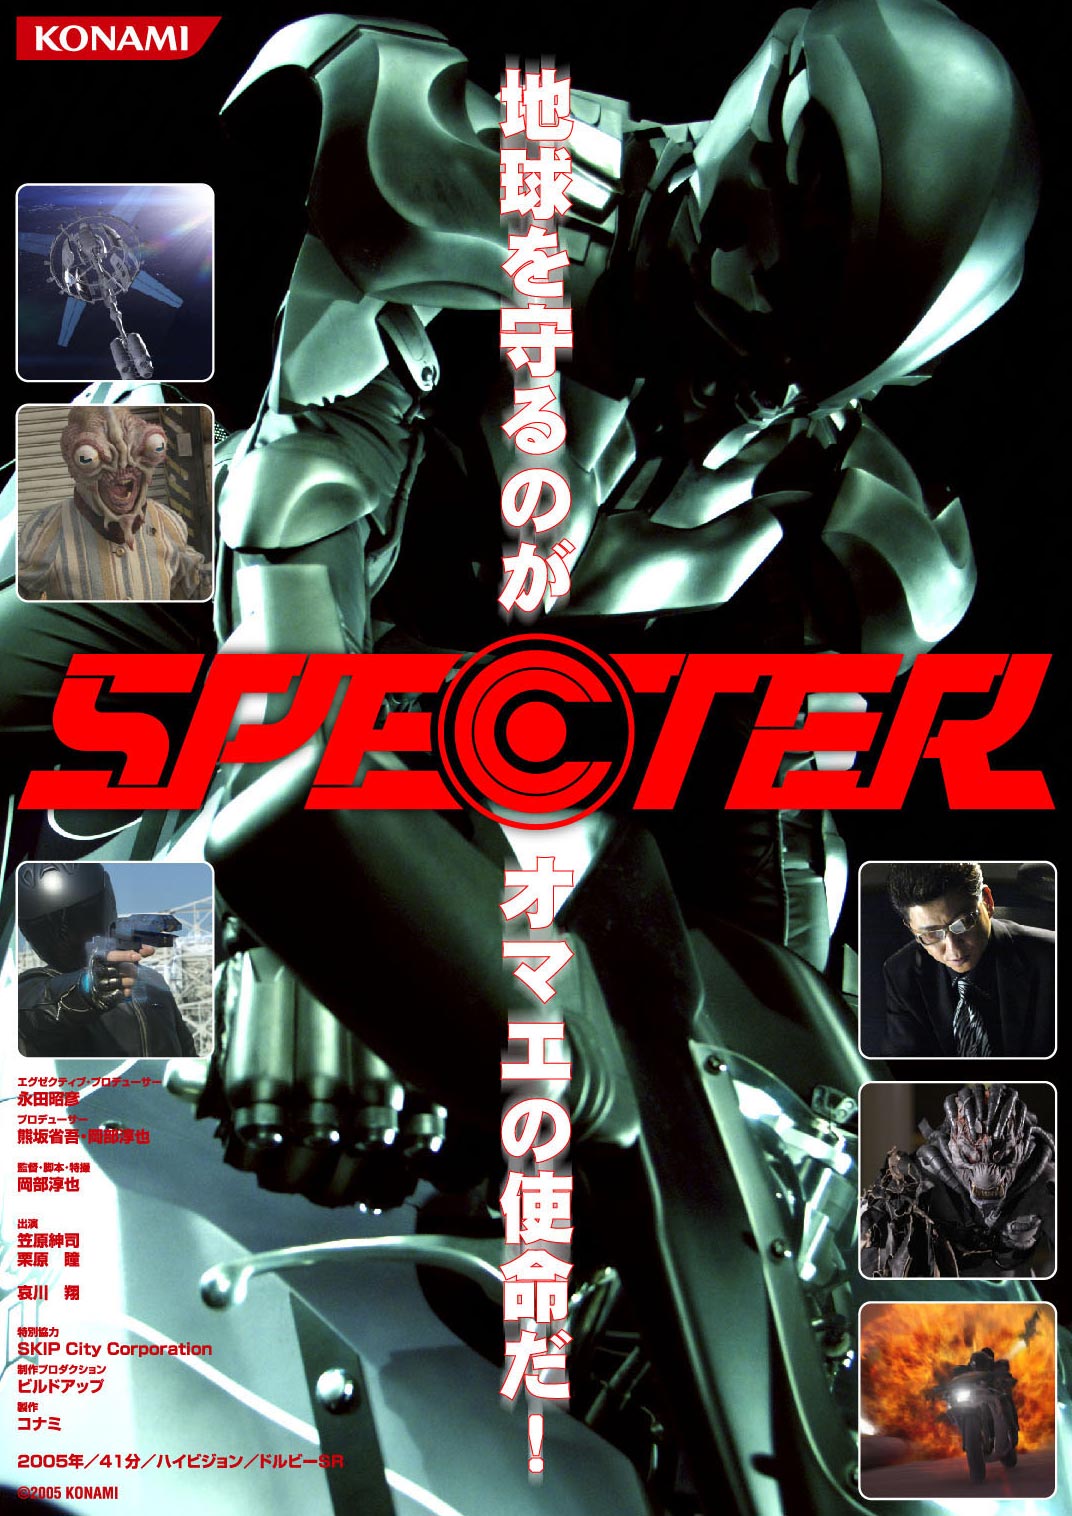 KONAMI
地球を守るのが
SPECTER
オマエの使命だ!
エグゼクティブ・プロデューサー
永田昭彦
プロデューサー
熊坂省吾・岡部淳也
監督・脚本・特撮
岡部淳也
出演
笠原紳司
栗原 瞳
哀川 翔
特別協力
SKIP City Corporation
制作プロダクション
ビルドアップ
製作
コナミ
2005年/41分/ハイビジョン/ドルビーSR
©2005 KONAMI